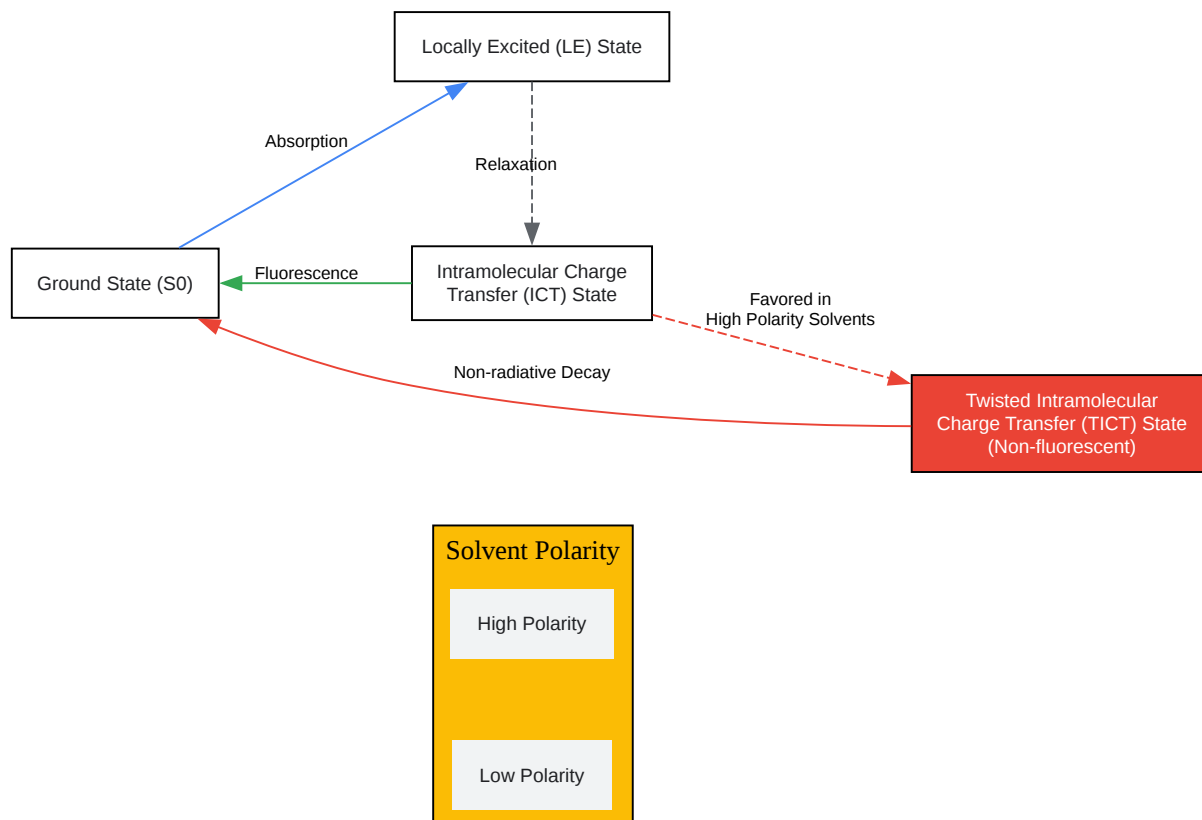 Locally Excited (LE) State
Absorption
Relaxation
Ground State (S0)
Fluorescence
Intramolecular Charge
Transfer (ICT) State
Favored in
High Polarity Solvents
Non-radiative Decay
Twisted Intramolecular
Charge Transfer (TICT) State
(Non-fluorescent)
Solvent Polarity
High Polarity
Low Polarity